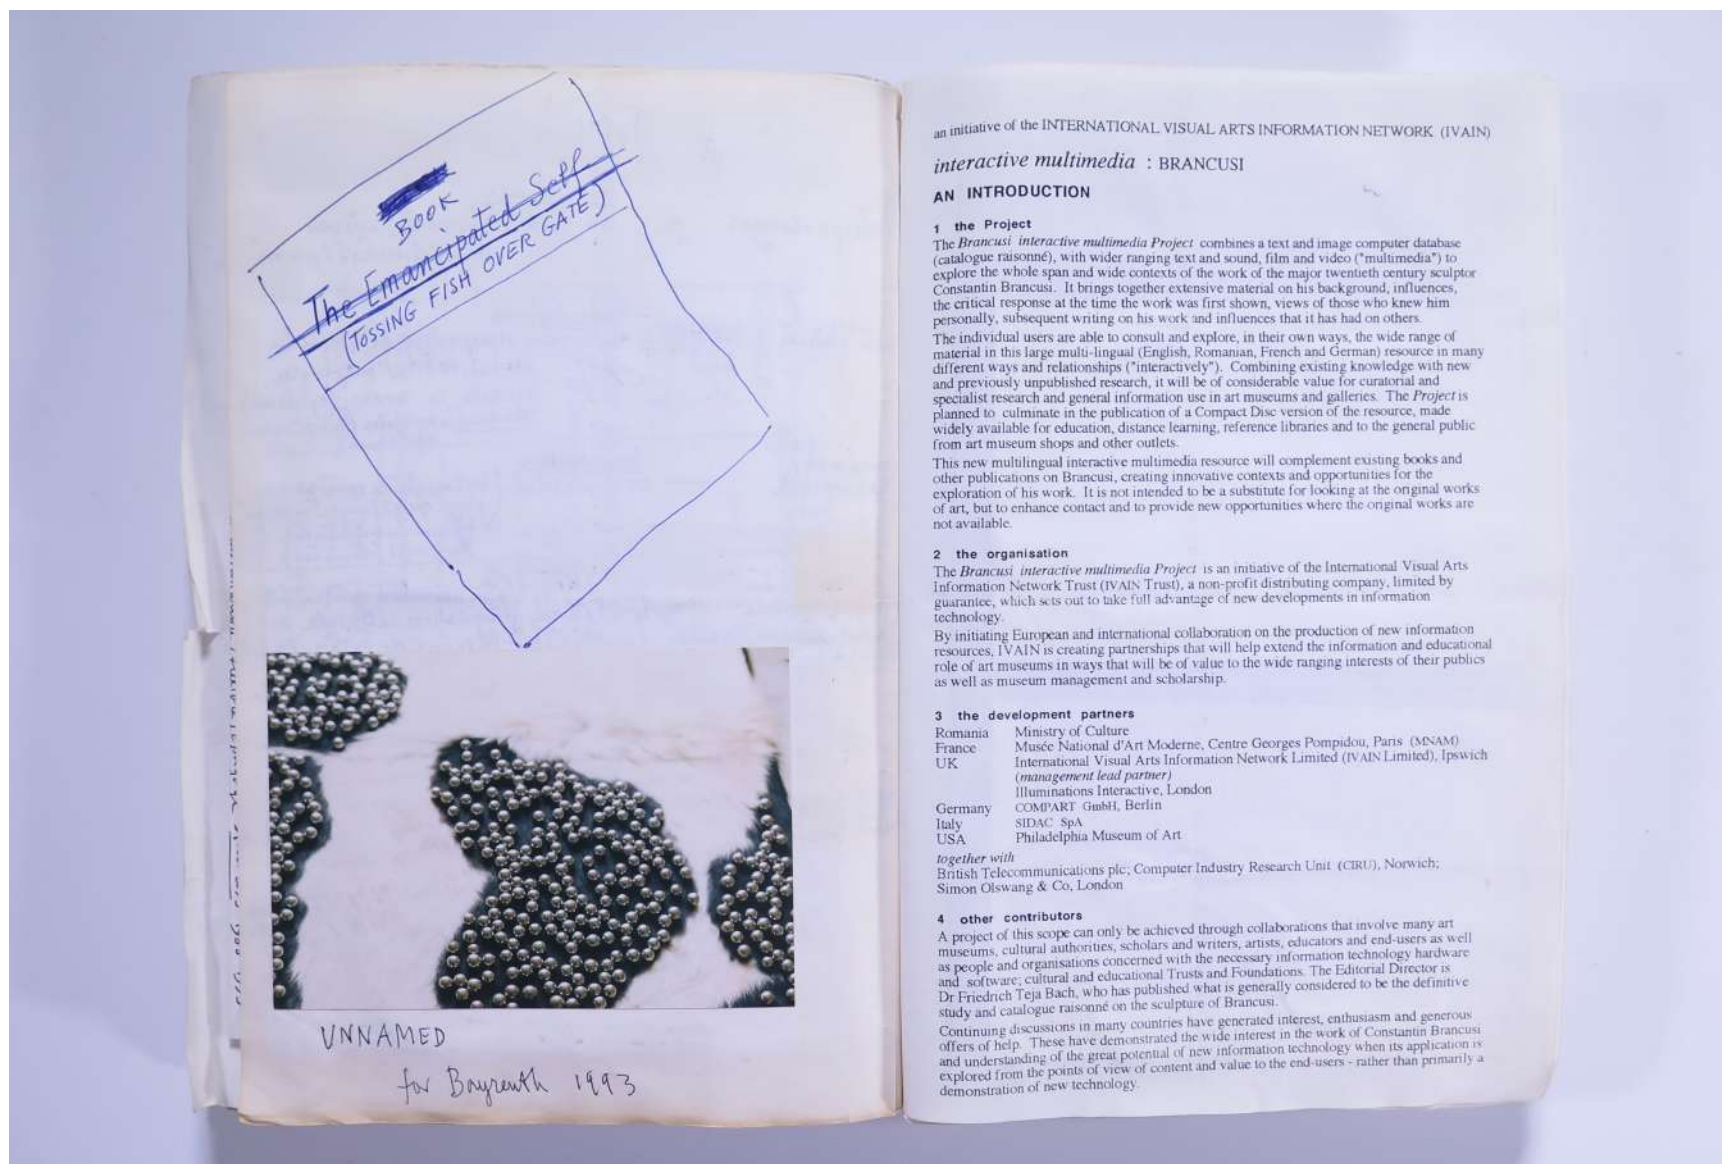 BOOK
The Emancipated Self
(TOSSING FISH OVER GATE)
UNNAMED
for Bayreuth 1993
an initiative of the INTERNATIONAL VISUAL ARTS INFORMATION NETWORK (IVAIN)
interactive multimedia : BRANCUSI
AN INTRODUCTION
1 the Project
The Brancusi interactive multimedia Project combines a text and image computer database
(catalogue raisonné), with wider ranging text and sound, film and video ("multimedia") to
explore the whole span and wide contexts of the work of the major twentieth century sculptor
Constantin Brancusi. It brings together extensive material on his background, influences,
the critical response at the time the work was first shown, views of those who knew him
personally, subsequent writing on his work and influences that it has had on others.
The individual users are able to consult and explore, in their own ways, the wide range of
material in this large multi-lingual (English, Romanian, French and German) resource in many
different ways and relationships ("interactively"). Combining existing knowledge with new
and previously unpublished research, it will be of considerable value for curatorial and
specialist research and general information use in art museums and galleries. The Project is
planned to culminate in the publication of a Compact Disc version of the resource, made
widely available for education, distance learning, reference libraries and to the general public
from art museum shops and other outlets.
This new multilingual interactive multimedia resource will complement existing books and
other publications on Brancusi, creating innovative contexts and opportunities for the
exploration of his work. It is not intended to be a substitute for looking at the original works
of art, but to enhance contact and to provide new opportunities where the original works are
not available.
2 the organisation
The Brancusi interactive multimedia Project is an initiative of the International Visual Arts
Information Network Trust (IVAIN Trust), a non-profit distributing company, limited by
guarantee, which sets out to take full advantage of new developments in information
technology.
By initiating European and international collaboration on the production of new information
resources, IVAIN is creating partnerships that will help extend the information and educational
role of art museums in ways that will be of value to the wide ranging interests of their publics
as well as museum management and scholarship.
3 the development partners
Romania Ministry of Culture
France Musée National d'Art Moderne, Centre Georges Pompidou, Paris (MNAM)
UK International Visual Arts Information Network Limited (IVAIN Limited), Ipswich
(management lead partner)
Illuminations Interactive, London
Germany COMPART GmbH, Berlin
Italy SIDAC SpA
USA Philadelphia Museum of Art
together with
British Telecommunications plc; Computer Industry Research Unit (CIRU), Norwich;
Simon Olswang & Co, London
4 other contributors
A project of this scope can only be achieved through collaborations that involve many art
museums, cultural authorities, scholars and writers, artists, educators and end-users as well
as people and organisations concerned with the necessary information technology hardware
and software; cultural and educational Trusts and Foundations. The Editorial Director is
Dr Friedrich Teja Bach, who has published what is generally considered to be the definitive
study and catalogue raisonné on the sculpture of Brancusi.
Continuing discussions in many countries have generated interest, enthusiasm and generous
offers of help. These have demonstrated the wide interest in the work of Constantin Brancusi
and understanding of the great potential of new information technology when its application is
explored from the points of view of content and value to the end-users - rather than primarily a
demonstration of new technology.